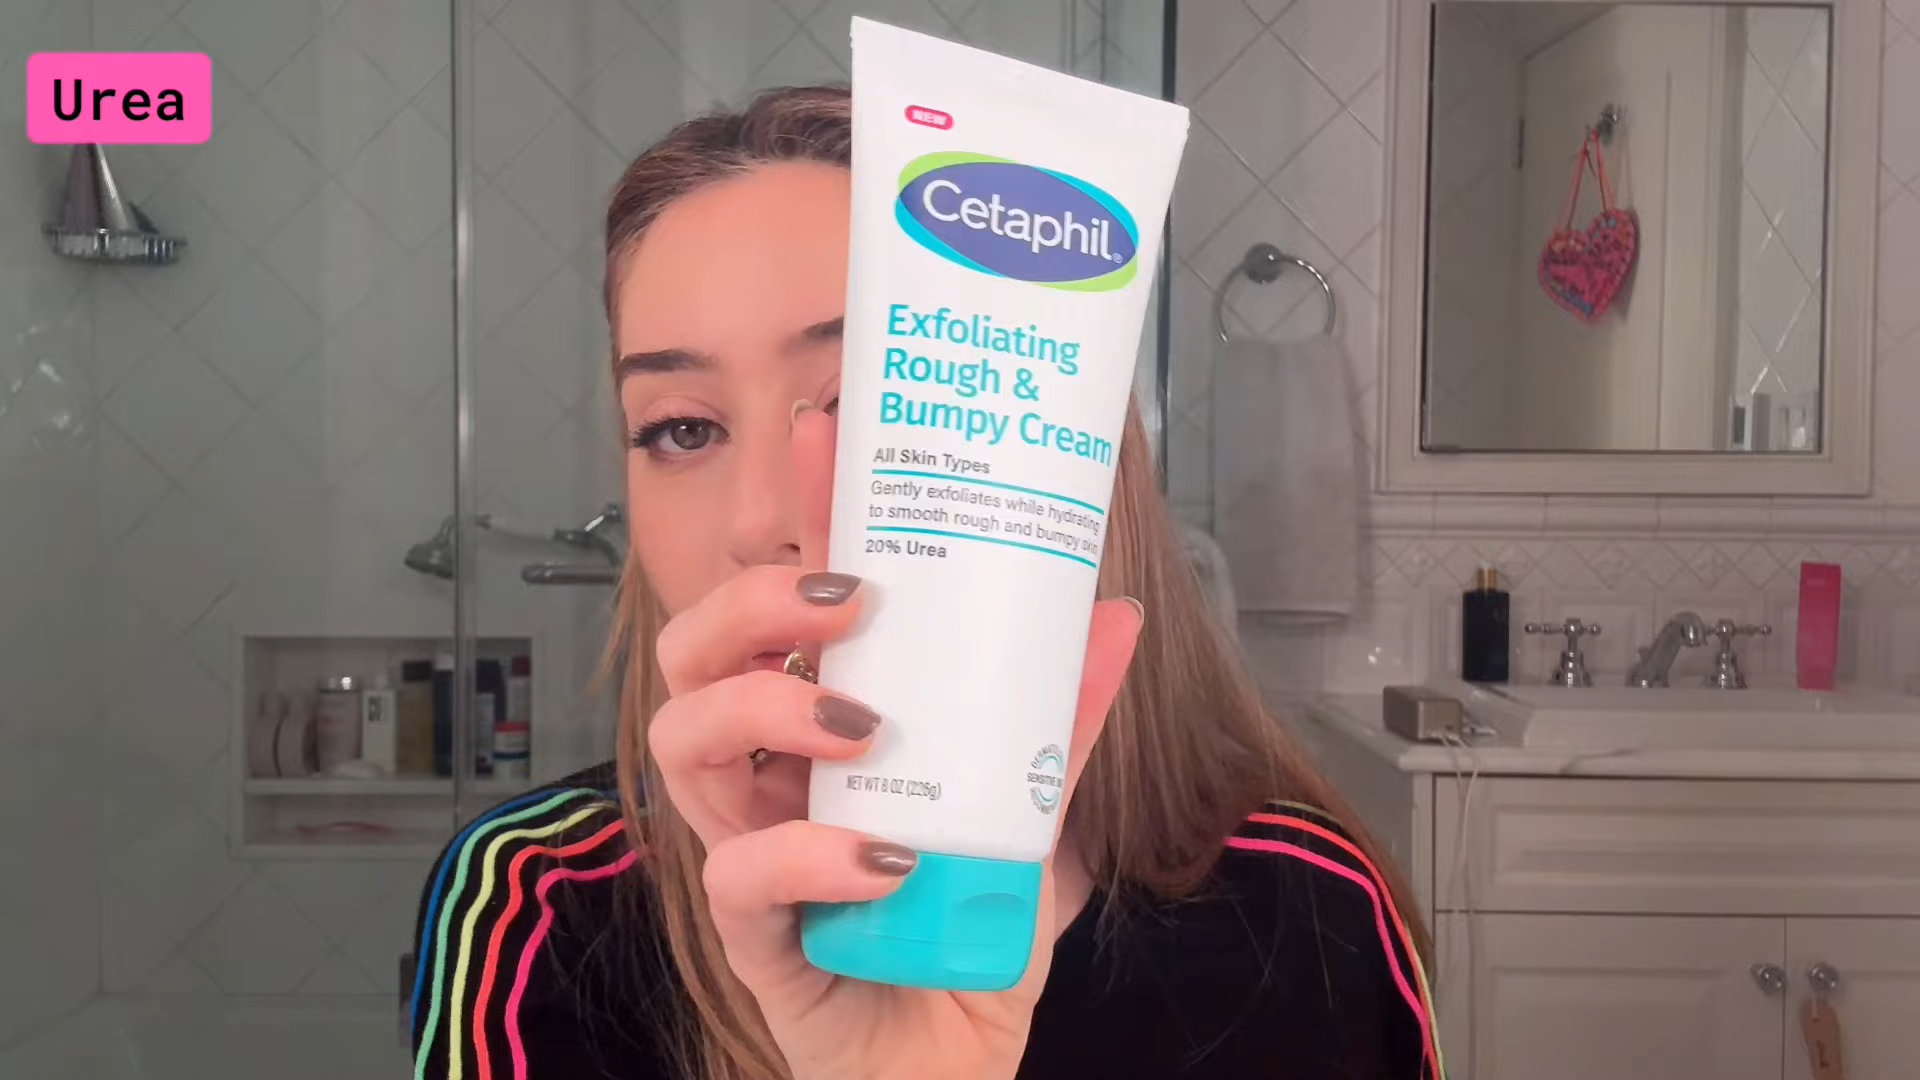 Urea
NEW
Cetaphil®
Exfoliating
Rough &
Bumpy Cream
All Skin Types
Gently exfoliates while hydrating
to smooth rough and bumpy skin
20% Urea
NET WT 8 OZ (226g)
SENSITIVE